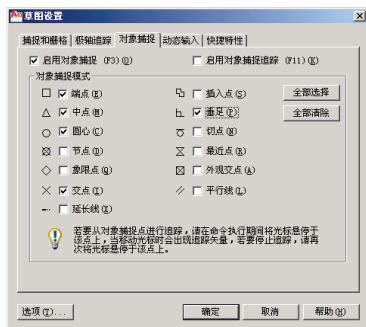 草图设置
捕捉和栅格 极轴追踪 对象捕捉 动态输入 快捷特性
启用对象捕捉 (F3)(O) 启用对象捕捉追踪 (F11)(K)
对象捕捉模式
端点(E) 插入点(S) 全部选择
中点(M) 垂足(P) 全部清除
圆心(C) 切点(N)
节点(D) 最近点(R)
象限点(Q) 外观交点(A)
交点(I) 平行线(L)
延长线(X)
若要从对象捕捉点进行追踪，请在命令执行期间将光标悬停于
该点上，当移动光标时会出现追踪矢量，若要停止追踪，请再
次将光标悬停于该点上。
选项(T)... 确定 取消 帮助(H)